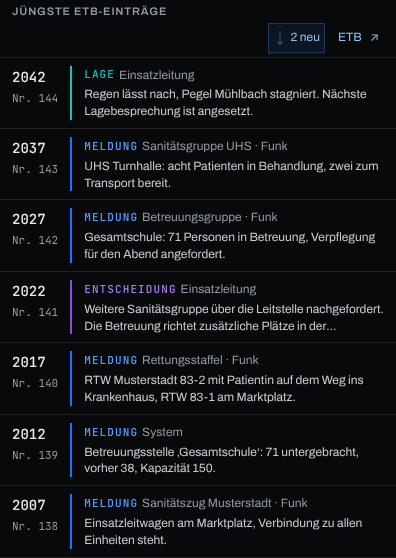 JÜNGSTE ETB-EINTRÄGE
↓ 2 neu ETB ↗
2042 LAGE Einsatzleitung
Nr. 144 Regen lässt nach, Pegel Mühlbach stagniert. Nächste
Lagebesprechung ist angesetzt.
2037 MELDUNG Sanitätsgruppe UHS · Funk
Nr. 143 UHS Turnhalle: acht Patienten in Behandlung, zwei zum
Transport bereit.
2027 MELDUNG Betreuungsgruppe · Funk
Nr. 142 Gesamtschule: 71 Personen in Betreuung, Verpflegung
für den Abend angefordert.
2022 ENTSCHEIDUNG Einsatzleitung
Nr. 141 Weitere Sanitätsgruppe über die Leitstelle nachgefordert.
Die Betreuung richtet zusätzliche Plätze in der…
2017 MELDUNG Rettungsstaffel · Funk
Nr. 140 RTW Musterstadt 83-2 mit Patientin auf dem Weg ins
Krankenhaus, RTW 83-1 am Marktplatz.
2012 MELDUNG System
Nr. 139 Betreuungsstelle ‚Gesamtschule‘: 71 untergebracht,
vorher 38, Kapazität 150.
2007 MELDUNG Sanitätszug Musterstadt · Funk
Nr. 138 Einsatzleitwagen am Marktplatz, Verbindung zu allen
Einheiten steht.